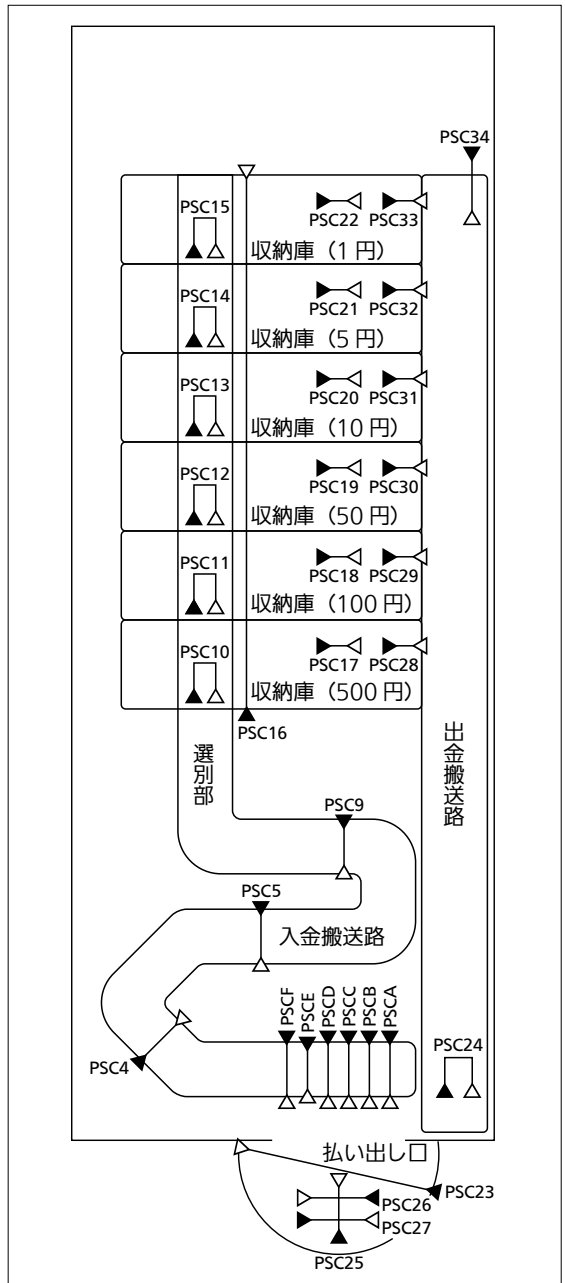 PSC34
PSC15
PSC22 PSC33
収納庫（1 円）
PSC14
PSC21 PSC32
収納庫（5 円）
PSC13
PSC20 PSC31
収納庫（10 円）
PSC12
PSC19 PSC30
収納庫（50 円）
PSC11
PSC18 PSC29
収納庫（100 円）
PSC10
PSC17 PSC28
収納庫（500 円）
PSC16
選別部
出金搬送路
PSC9
PSC5
入金搬送路
PSCF
PSCE
PSCD
PSCC
PSCB
PSCA
PSC4
PSC24
払い出し口
PSC23
PSC26
PSC27
PSC25